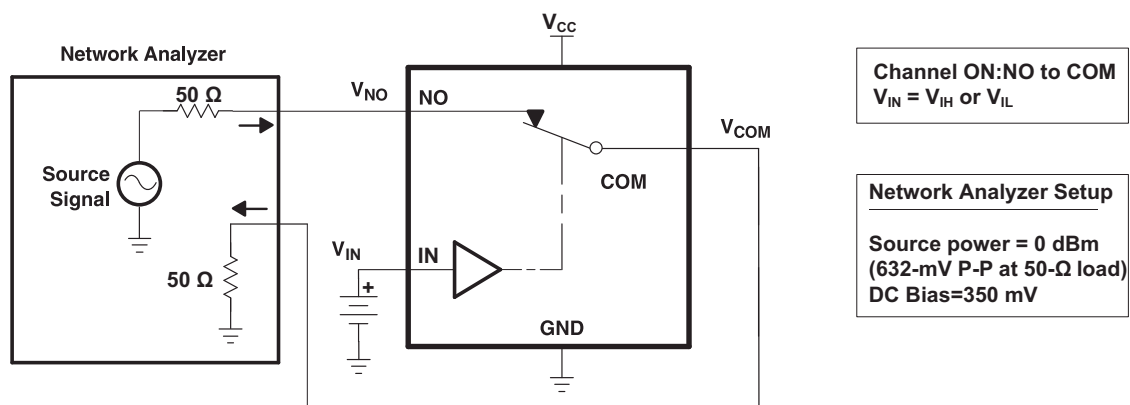 Network Analyzer
50 Ω
Source
Signal
50 Ω
V_NO
NO
V_CC
V_COM
COM
V_IN
IN
+
GND
Channel ON:NO to COM
V_IN = V_IH or V_IL
Network Analyzer Setup
Source power = 0 dBm
(632-mV P-P at 50-Ω load)
DC Bias=350 mV